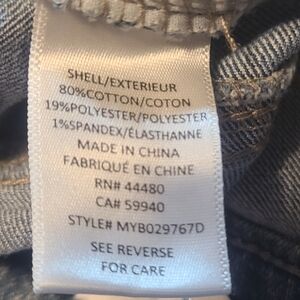 SHELL/EXTERIEUR
80%COTTON/COTON
19%POLYESTER/POLYESTER
1%SPANDEX/ÉLASTHANNE
MADE IN CHINA
FABRIQUÉ EN CHINE
RN# 44480
CA# 59940
STYLE# MYB029767D
SEE REVERSE
FOR CARE